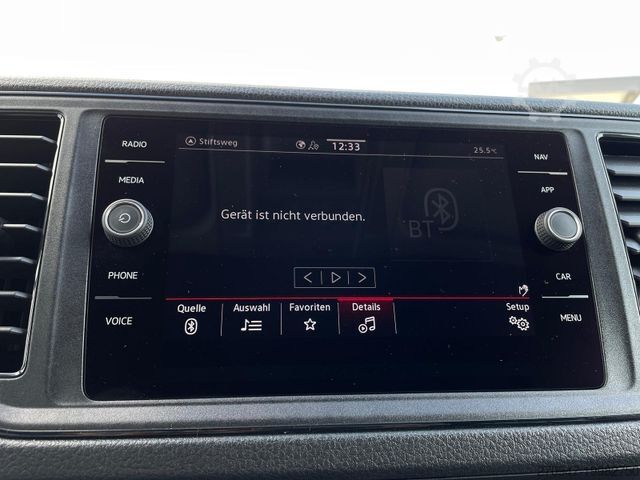 RADIO
MEDIA
PHONE
VOICE
Stiftsweg
12:33
25.5°C
Gerät ist nicht verbunden.
BT
Quelle
Auswahl
Favoriten
Details
Setup
NAV
APP
CAR
MENU